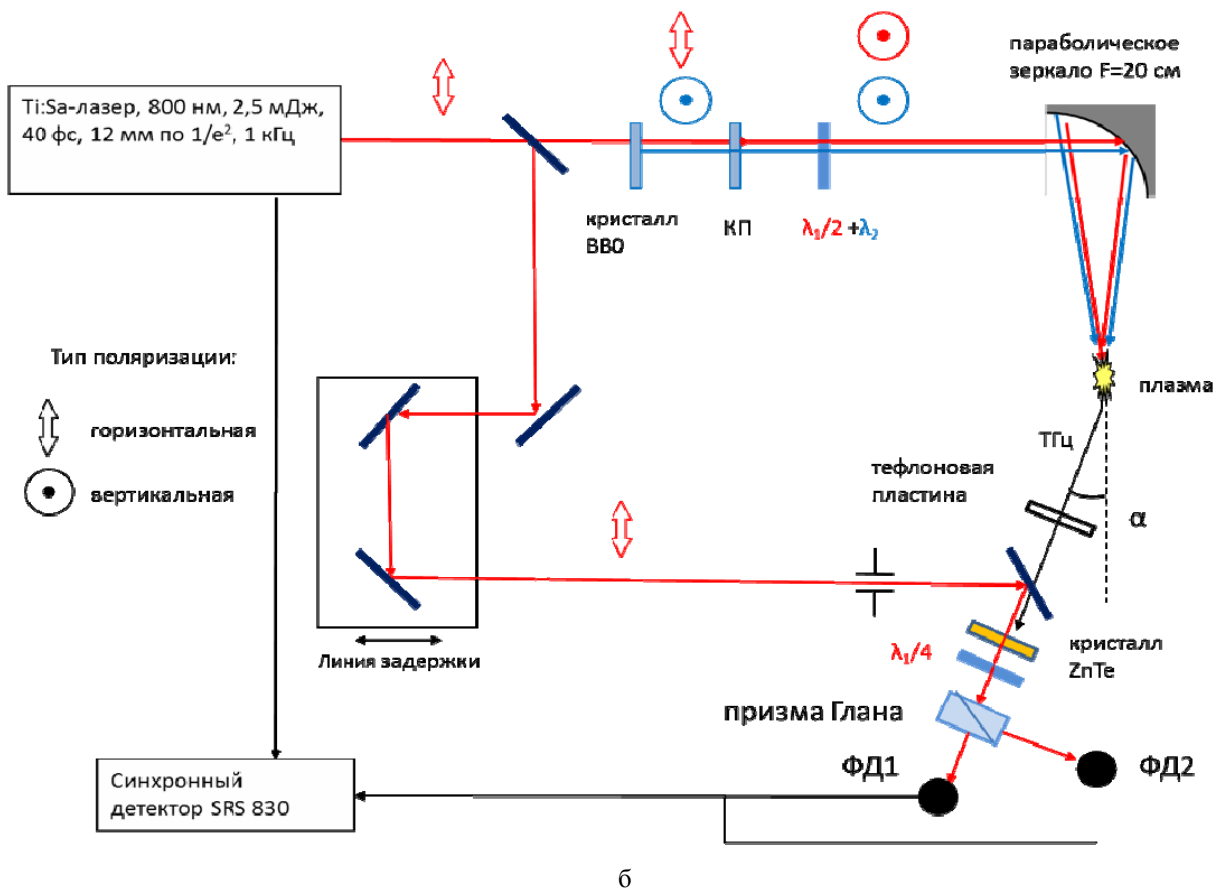 параболическое
зеркало F=20 см
Ti:Sa-лазер, 800 нм, 2,5 мДж,
40 фс, 12 мм по 1/e², 1 кГц
кристалл
BB0
КП
λ₁/2 +λ₂
Тип поляризации:
горизонтальная
вертикальная
плазма
ТГц
тефлоновая
пластина
α
Линия задержки
λ₁/4
кристалл
ZnTe
призма Глана
ФД1
ФД2
Синхронный
детектор SRS 830
б